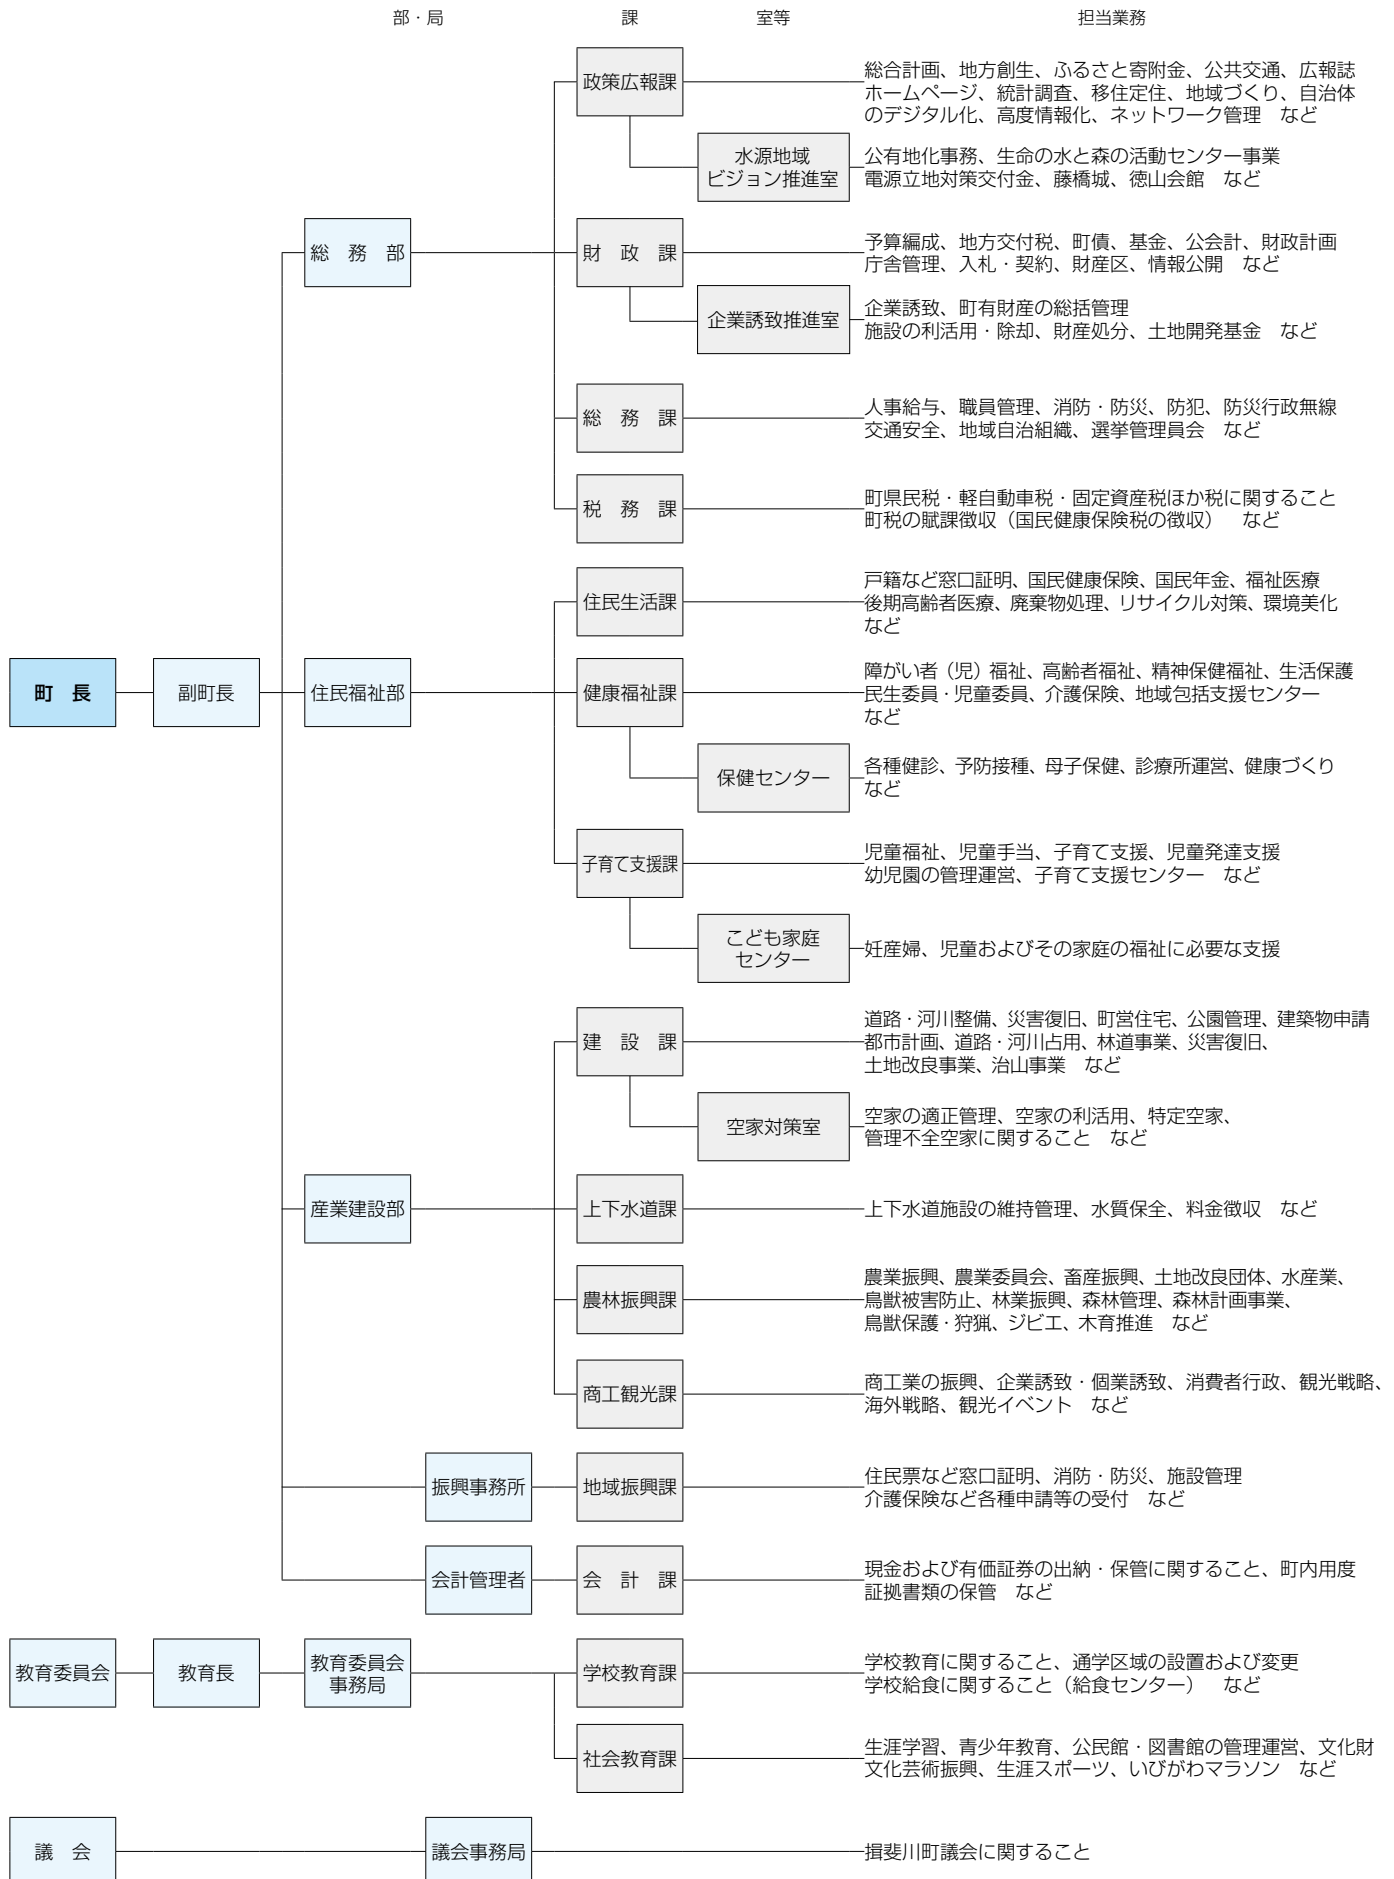 部・局　課　室等　担当業務
政策広報課
総合計画、地方創生、ふるさと寄附金、公共交通、広報誌
ホームページ、統計調査、移住定住、地域づくり、自治体
のデジタル化、高度情報化、ネットワーク管理　など
水源地域
ビジョン推進室
公有地化事務、生命の水と森の活動センター事業
電源立地対策交付金、藤橋城、徳山会館　など
総　務　部
財　政　課
予算編成、地方交付税、町債、基金、公会計、財政計画
庁舎管理、入札・契約、財産区、情報公開　など
企業誘致推進室
企業誘致、町有財産の総括管理
施設の利活用・除却、財産処分、土地開発基金　など
総　務　課
人事給与、職員管理、消防・防災、防犯、防災行政無線
交通安全、地域自治組織、選挙管理員会　など
税　務　課
町県民税・軽自動車税・固定資産税ほか税に関すること
町税の賦課徴収（国民健康保険税の徴収）　など
住民生活課
戸籍など窓口証明、国民健康保険、国民年金、福祉医療
後期高齢者医療、廃棄物処理、リサイクル対策、環境美化
など
町　長
副町長
住民福祉部
健康福祉課
障がい者（児）福祉、高齢者福祉、精神保健福祉、生活保護
民生委員・児童委員、介護保険、地域包括支援センター
など
保健センター
各種健診、予防接種、母子保健、診療所運営、健康づくり
など
子育て支援課
児童福祉、児童手当、子育て支援、児童発達支援
幼児園の管理運営、子育て支援センター　など
こども家庭
センター
妊産婦、児童およびその家庭の福祉に必要な支援
建　設　課
道路・河川整備、災害復旧、町営住宅、公園管理、建築物申請
都市計画、道路・河川占用、林道事業、災害復旧、
土地改良事業、治山事業　など
空家対策室
空家の適正管理、空家の利活用、特定空家、
管理不全空家に関すること　など
産業建設部
上下水道課
上下水道施設の維持管理、水質保全、料金徴収　など
農林振興課
農業振興、農業委員会、畜産振興、土地改良団体、水産業、
鳥獣被害防止、林業振興、森林管理、森林計画事業、
鳥獣保護・狩猟、ジビエ、木育推進　など
商工観光課
商工業の振興、企業誘致・個業誘致、消費者行政、観光戦略、
海外戦略、観光イベント　など
振興事務所
地域振興課
住民票など窓口証明、消防・防災、施設管理
介護保険など各種申請等の受付　など
会計管理者
会　計　課
現金および有価証券の出納・保管に関すること、町内用度
証拠書類の保管　など
教育委員会
教育長
教育委員会
事務局
学校教育課
学校教育に関すること、通学区域の設置および変更
学校給食に関すること（給食センター）　など
社会教育課
生涯学習、青少年教育、公民館・図書館の管理運営、文化財
文化芸術振興、生涯スポーツ、いびがわマラソン　など
議　会
議会事務局
揖斐川町議会に関すること